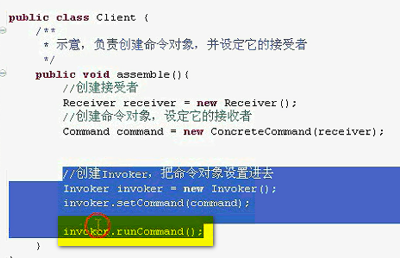 public class Client {
/**
* 示意，负责创建命令对象，并设定它的接受者
*/
public void assemble(){
//创建接受者
Receiver receiver = new Receiver();
//创建命令对象，设定它的接收者
Command command = new ConcreteCommand(receiver);
//创建Invoker，把命令对象设置进去
Invoker invoker = new Invoker();
invoker.setCommand(command);
invoker.runCommand();
}